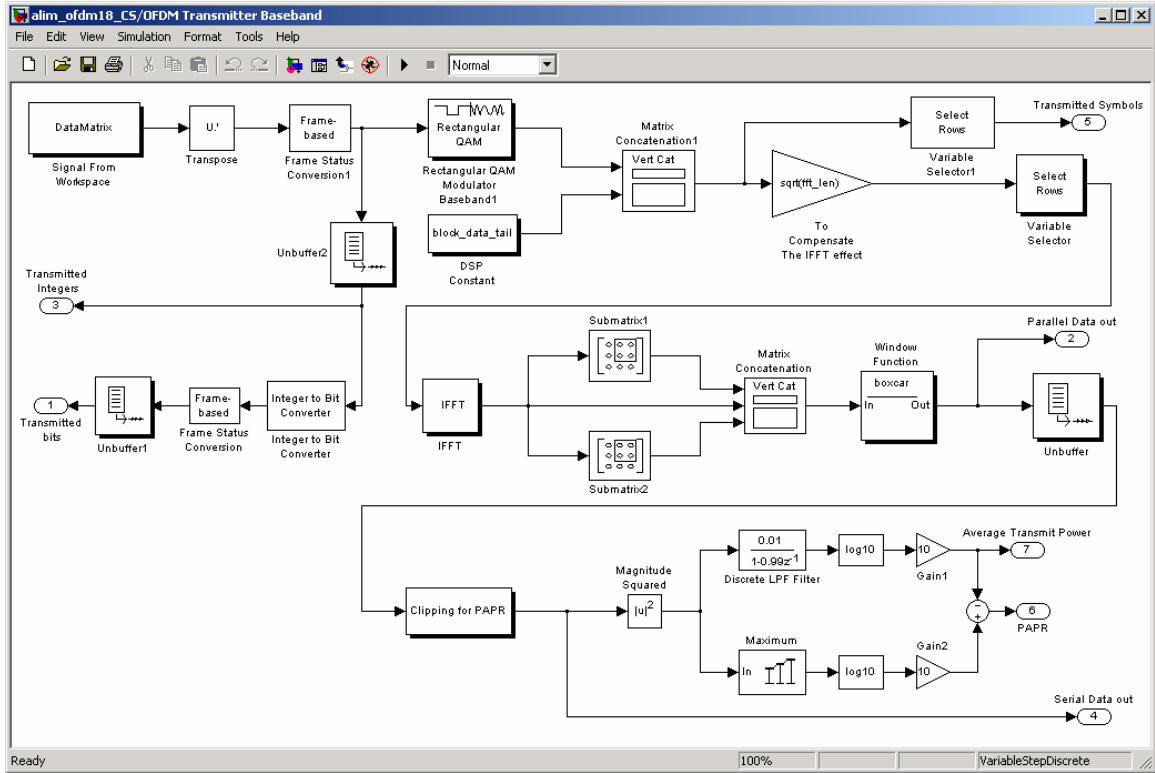 alim_ofdm18_CS/OFDM Transmitter Baseband
File Edit View Simulation Format Tools Help
Normal
DataMatrix
Signal From
Workspace
U.'
Transpose
Frame-
based
Frame Status
Conversion1
Rectangular
QAM
Rectangular QAM
Modulator
Baseband1
block_data_tail
DSP
Constant
Matrix
Concatenation1
Vert Cat
sqrt(fft_len)
To
Compensate
The IFFT effect
Select
Rows
Variable
Selector1
Transmitted Symbols
5
Select
Rows
Variable
Selector
Unbuffer2
Transmitted
Integers
3
1
Transmitted
bits
Unbuffer1
Frame-
based
Frame Status
Conversion
Integer to Bit
Converter
Integer to Bit
Converter
IFFT
IFFT
Submatrix1
Submatrix2
Matrix
Concatenation
Vert Cat
Window
Function
boxcar
In Out
Parallel Data out
2
Unbuffer
Clipping for PAPR
Magnitude
Squared
|u|2
0.01
1-0.99z-1
Discrete LPF Filter
log10
10
Gain1
Average Transmit Power
7
-
+
6
PAPR
Maximum
In
log10
10
Gain2
Serial Data out
4
Ready 100% VariableStepDiscrete